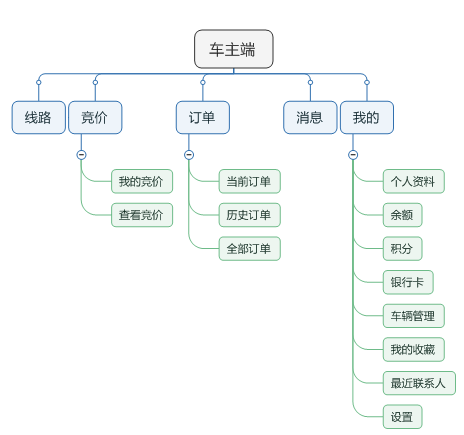 车主端
线路
竞价
订单
消息
我的
我的竞价
查看竞价
当前订单
历史订单
全部订单
个人资料
余额
积分
银行卡
车辆管理
我的收藏
最近联系人
设置